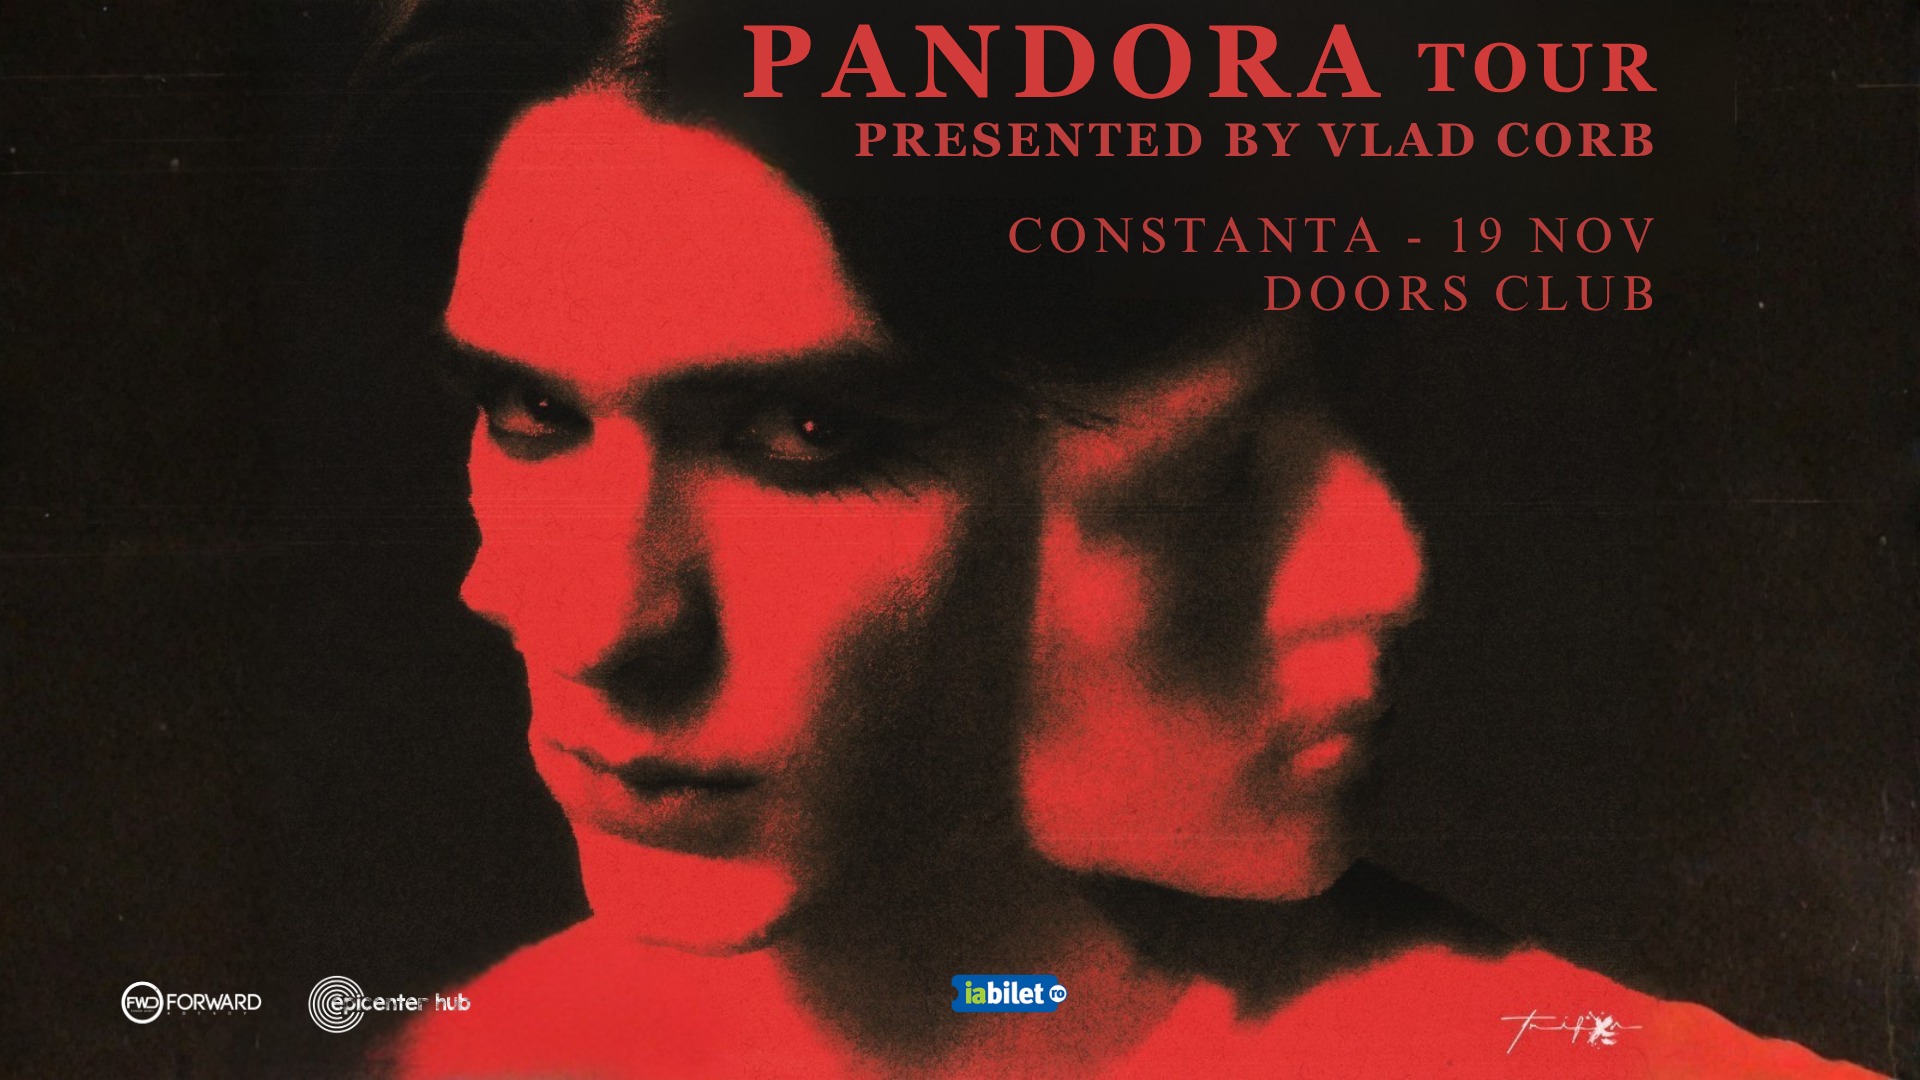 PANDORA TOUR
PRESENTED BY VLAD CORB
CONSTANTA - 19 NOV
DOORS CLUB
FWD FORWARD
epicenter hub
iabilet ro